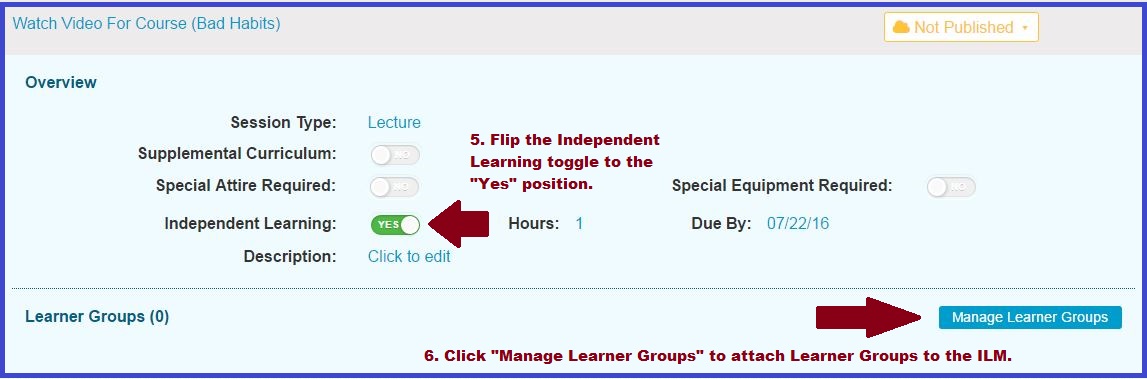 Watch Video For Course (Bad Habits)
Not Published
Overview
Session Type: Lecture
Supplemental Curriculum: NO
5. Flip the Independent
Learning toggle to the
"Yes" position.
Special Attire Required: NO
Special Equipment Required: NO
Independent Learning: YES
Hours: 1
Due By: 07/22/16
Description: Click to edit
Learner Groups (0)
Manage Learner Groups
6. Click "Manage Learner Groups" to attach Learner Groups to the ILM.